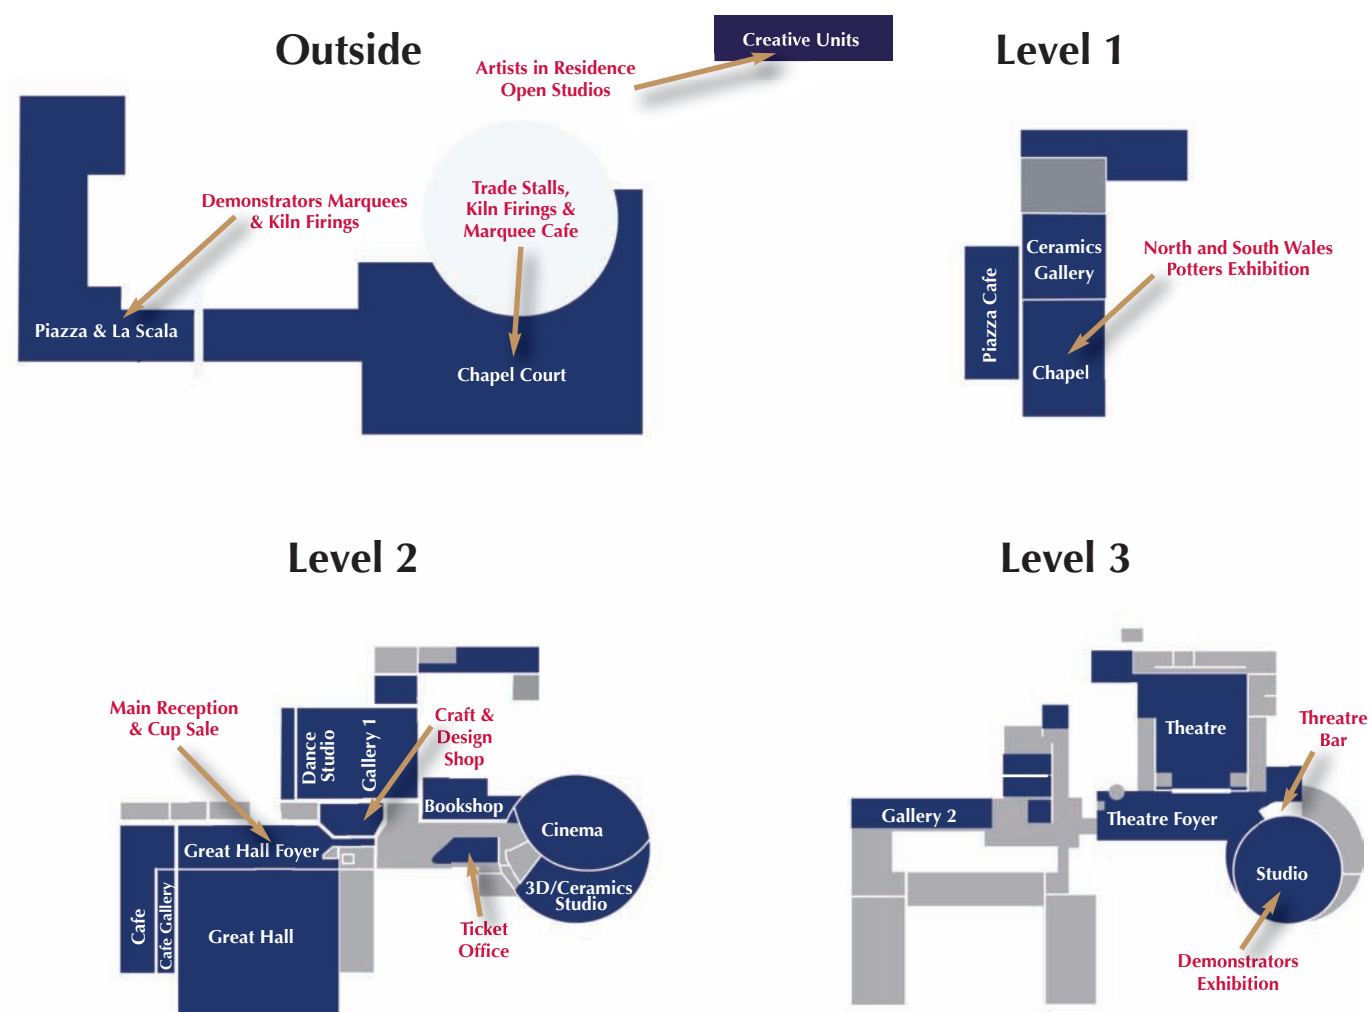 Outside
Creative Units
Artists in Residence
Open Studios
Demonstrators Marquees
& Kiln Firings
Trade Stalls,
Kiln Firings &
Marquee Cafe
Piazza & La Scala
Chapel Court
Level 1
Ceramics
Gallery
North and South Wales
Potters Exhibition
Piazza Cafe
Chapel
Level 2
Main Reception
& Cup Sale
Craft &
Design
Shop
Dance
Studio
Gallery 1
Bookshop
Cinema
Great Hall Foyer
3D/Ceramics
Studio
Cafe
Cafe Gallery
Great Hall
Ticket
Office
Level 3
Theatre
Threatre
Bar
Gallery 2
Theatre Foyer
Studio
Demonstrators
Exhibition